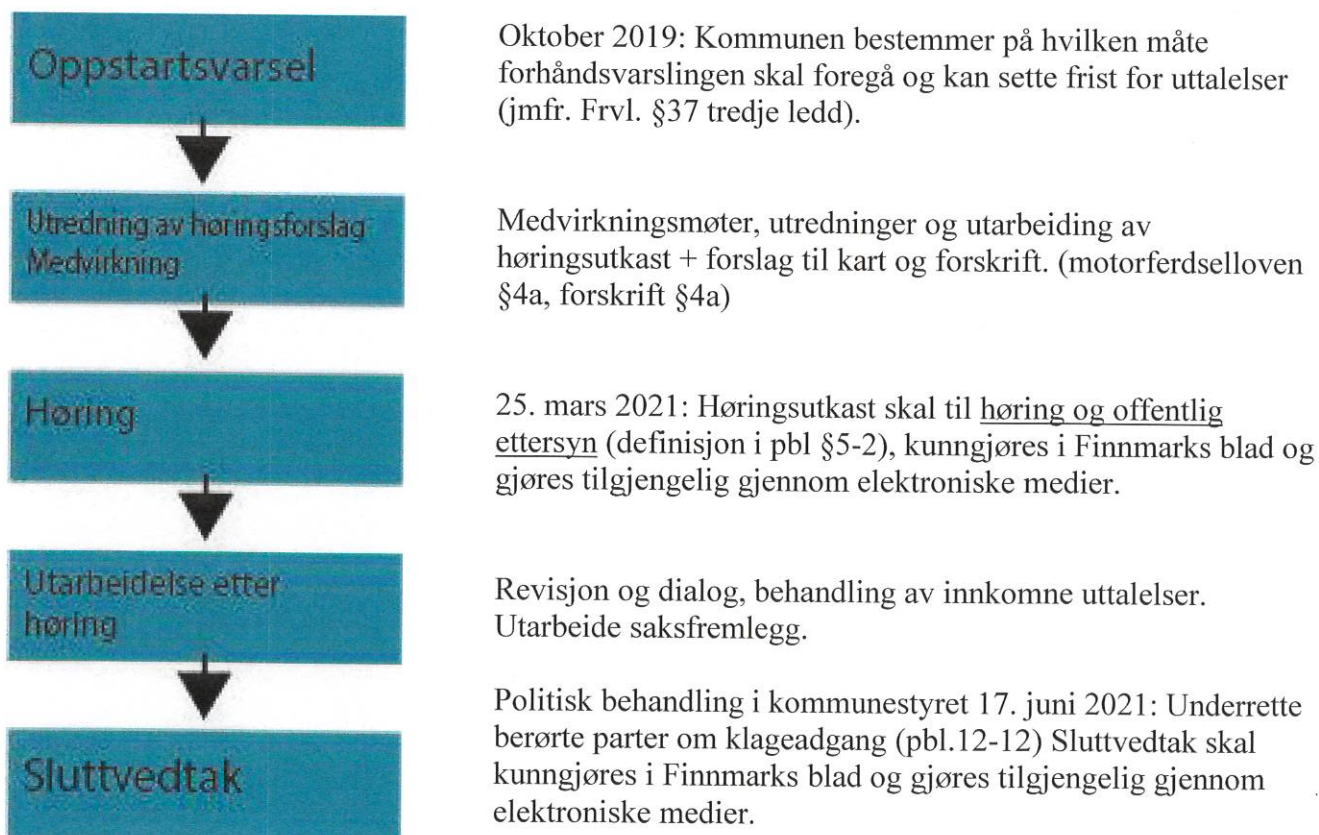 Oppstartsvarsel
Oktober 2019: Kommunen bestemmer på hvilken måte
forhåndsvarslingen skal foregå og kan sette frist for uttalelser
(jmfr. Frvl. §37 tredje ledd).
Utredning av høringsforslag
Medvirkning
Medvirkningsmøter, utredninger og utarbeiding av
høringsutkast + forslag til kart og forskrift. (motorferdselloven
§4a, forskrift §4a)
Høring
25. mars 2021: Høringsutkast skal til høring og offentlig
ettersyn (definisjon i pbl §5-2), kunngjøres i Finnmarks blad og
gjøres tilgjengelig gjennom elektroniske medier.
Utarbeidelse etter
høring
Revisjon og dialog, behandling av innkomne uttalelser.
Utarbeide saksfremlegg.
Sluttvedtak
Politisk behandling i kommunestyret 17. juni 2021: Underrette
berørte parter om klageadgang (pbl.12-12) Sluttvedtak skal
kunngjøres i Finnmarks blad og gjøres tilgjengelig gjennom
elektroniske medier.